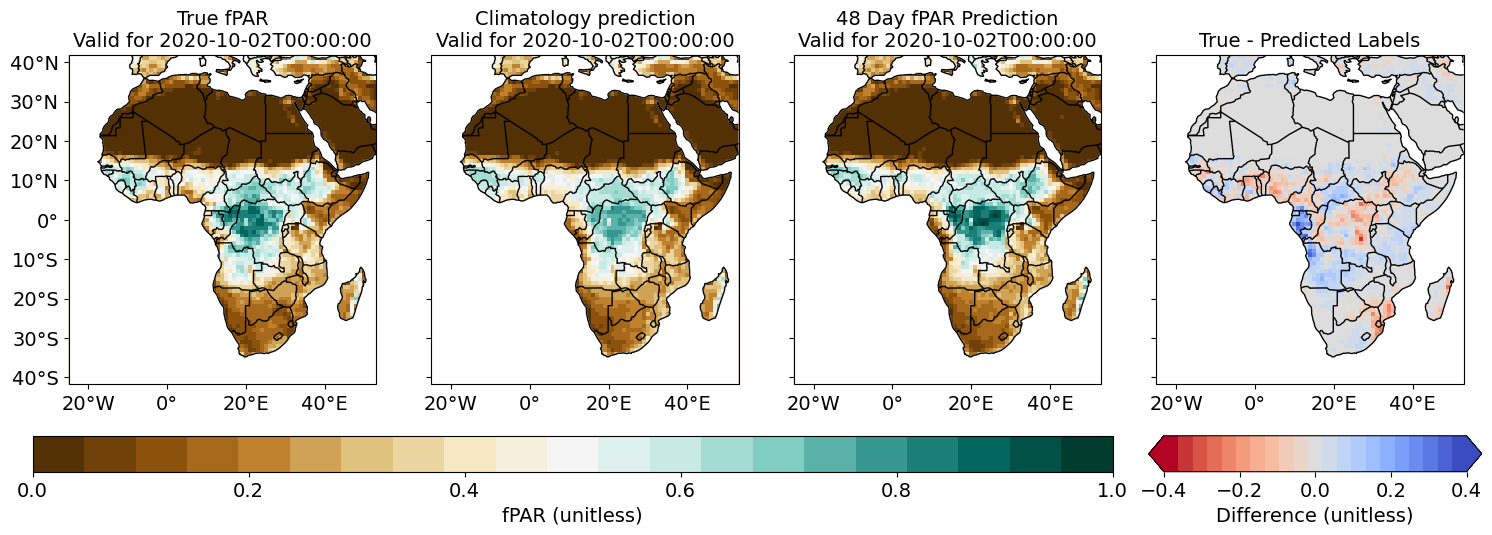 True fPAR
Valid for 2020-10-02T00:00:00
Climatology prediction
Valid for 2020-10-02T00:00:00
48 Day fPAR Prediction
Valid for 2020-10-02T00:00:00
True - Predicted Labels
40°N
30°N
20°N
10°N
0°
10°S
20°S
30°S
40°S
20°W 0° 20°E 40°E
20°W 0° 20°E 40°E
20°W 0° 20°E 40°E
20°W 0° 20°E 40°E
0.0 0.2 0.4 0.6 0.8 1.0
fPAR (unitless)
−0.4 −0.2 0.0 0.2 0.4
Difference (unitless)